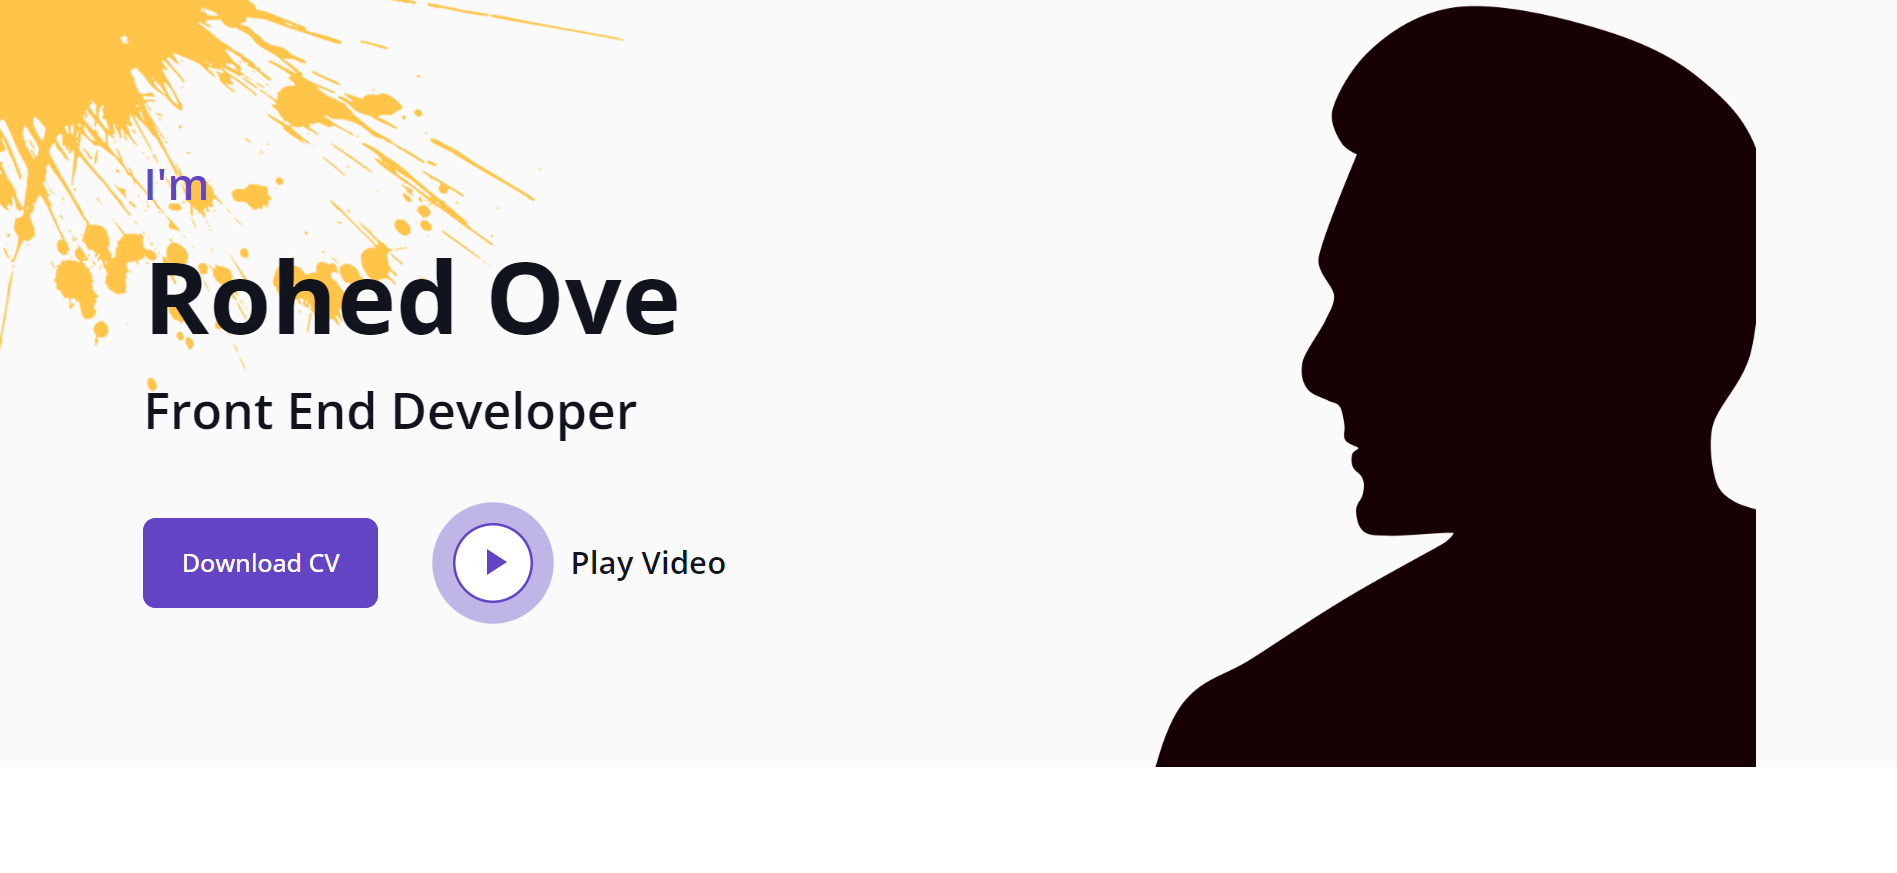 I'm
Rohed Ove
Front End Developer
Download CV
Play Video